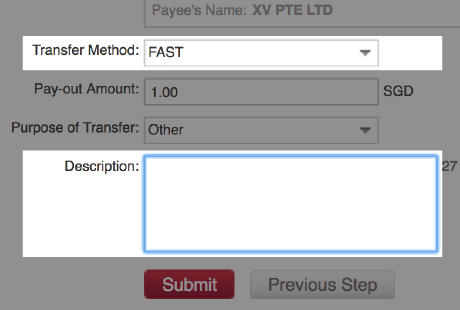 Payee's Name: XV PTE LTD
Transfer Method: FAST
Pay-out Amount: 1.00 SGD
Purpose of Transfer: Other
Description: 27
Submit Previous Step